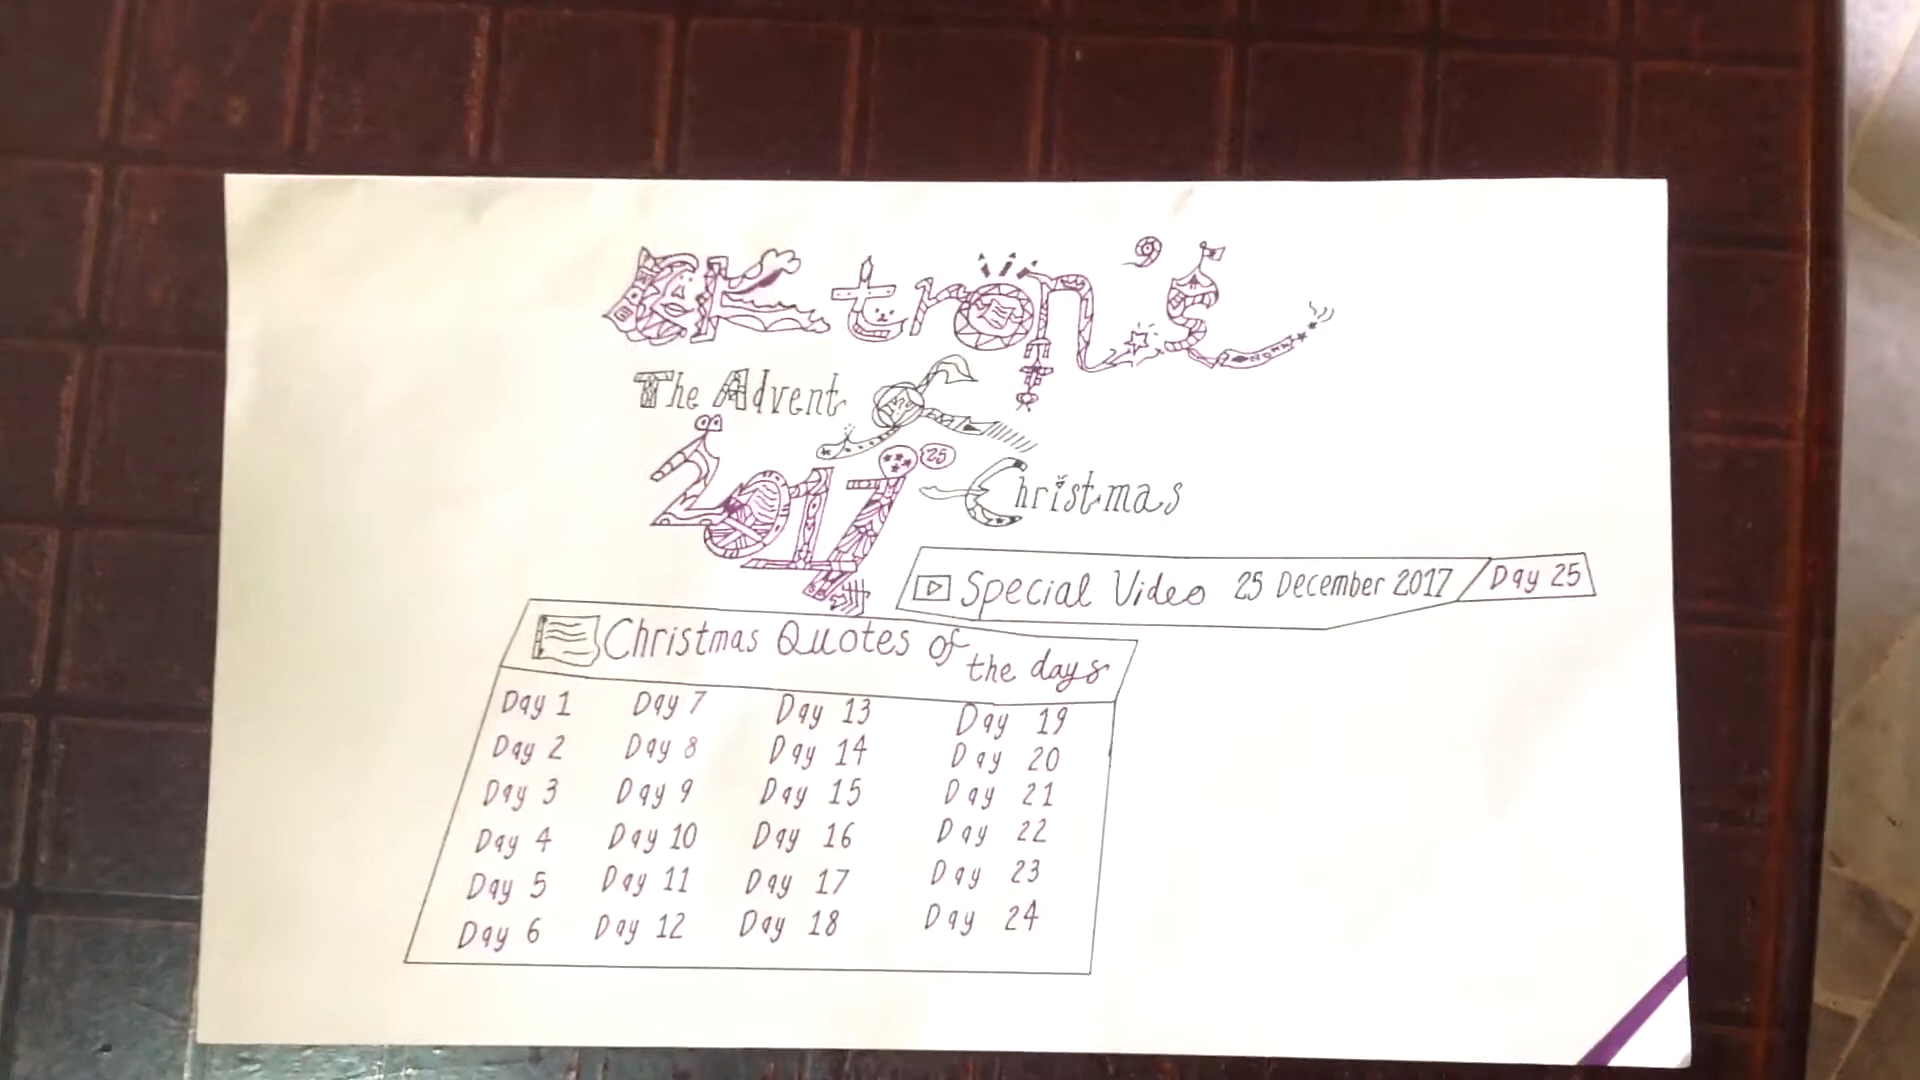 The Advent of
2017 25 Christmas
Special Video 25 December 2017 / Day 25
Christmas Quotes of the days
Day 1 Day 7 Day 13 Day 19
Day 2 Day 8 Day 14 Day 20
Day 3 Day 9 Day 15 Day 21
Day 4 Day 10 Day 16 Day 22
Day 5 Day 11 Day 17 Day 23
Day 6 Day 12 Day 18 Day 24